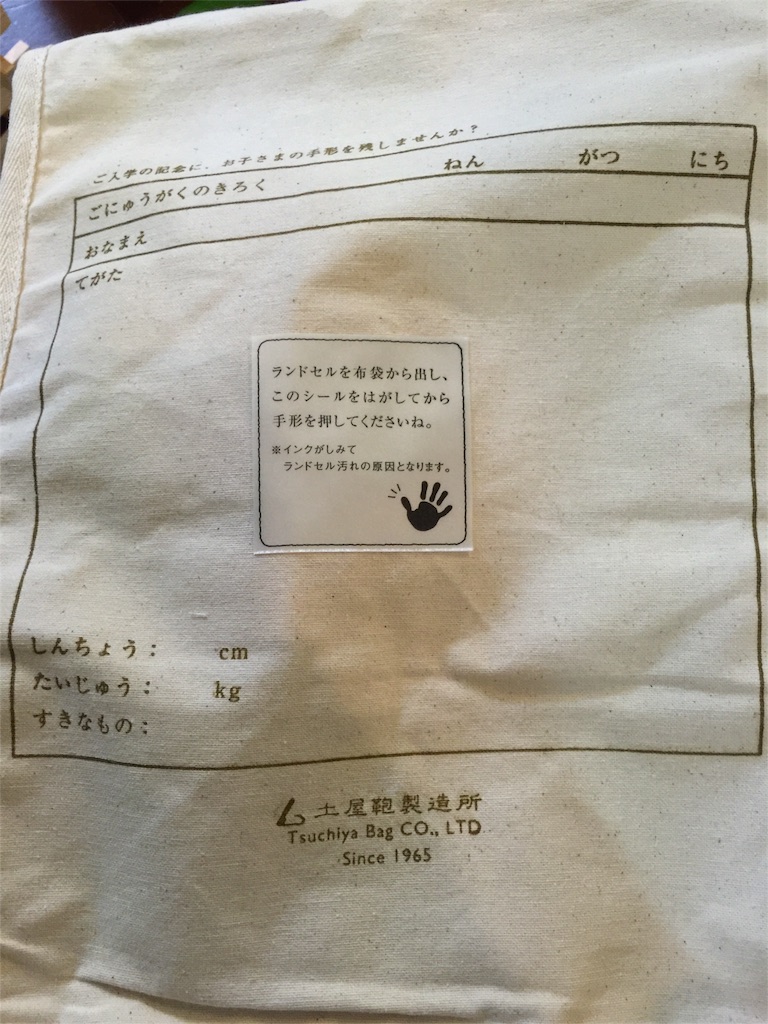 ご入学の記念に、お子さまの手形を残しませんか？
ごにゅうがくのきろく ねん がつ にち
おなまえ
てがた
ランドセルを布袋から出し、
このシールをはがしてから
手形を押してくださいね。
※インクがしみて
ランドセル汚れの原因となります。
しんちょう： cm
たいじゅう： kg
すきなもの：
土屋鞄製造所
Tsuchiya Bag CO., LTD
Since 1965